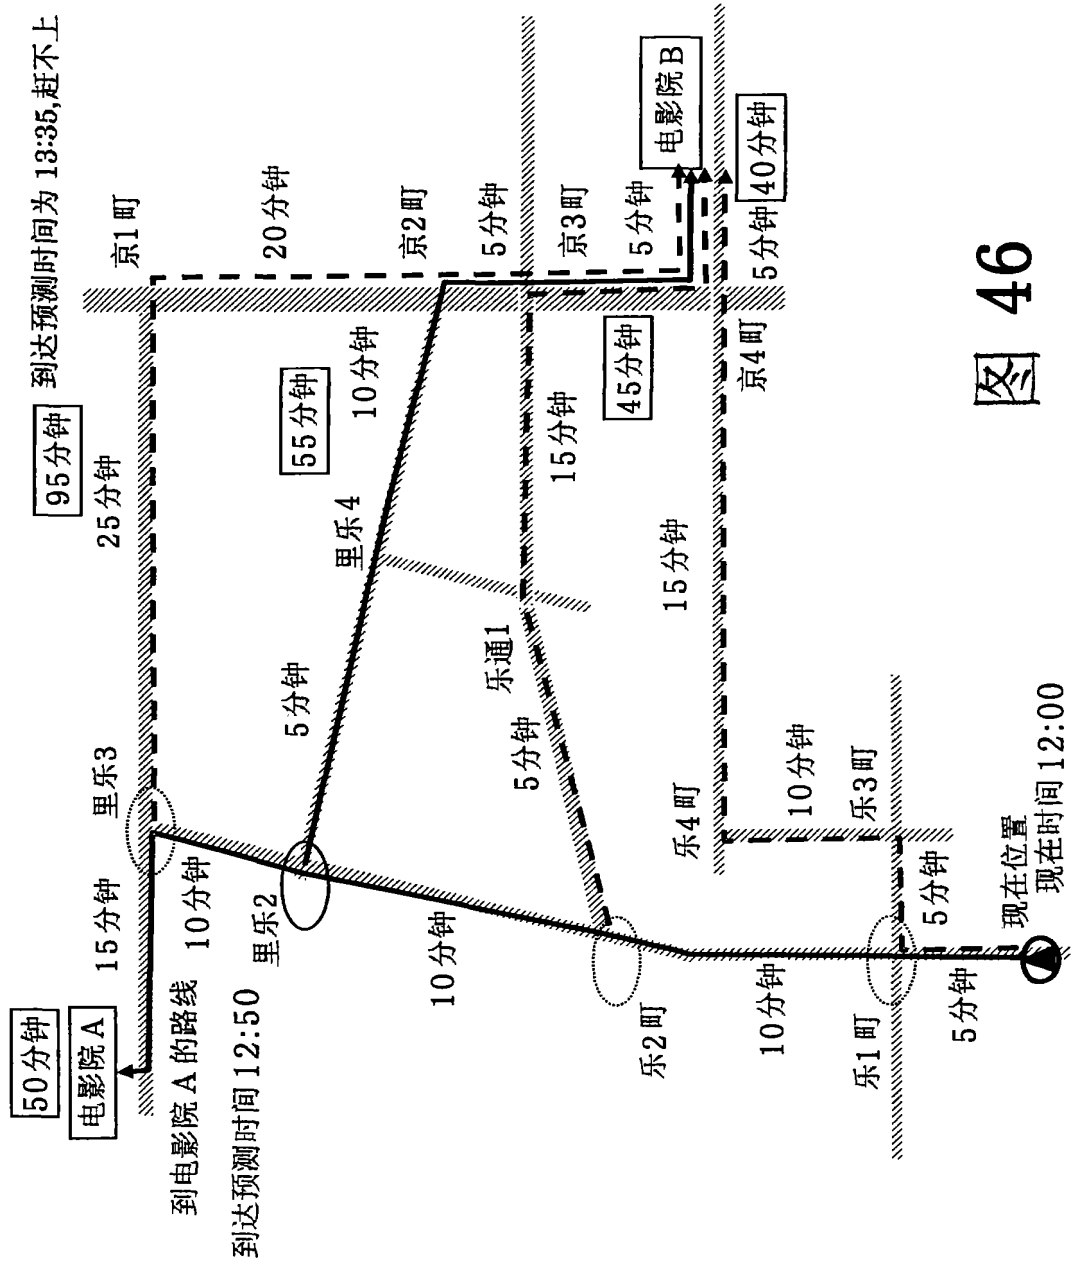 50分钟
电影院A
到电影院A的路线
到达预测时间12:50
15分钟
里乐3
10分钟
里乐2
10分钟
乐2町
10分钟
乐1町
5分钟
现在位置
现在时间12:00
5分钟
乐3町
10分钟
乐4町
15分钟
京4町
5分钟
40分钟
5分钟
乐通1
15分钟
45分钟
5分钟
里乐4
10分钟
55分钟
25分钟
95分钟
到达预测时间为13:35,赶不上
京1町
20分钟
京2町
5分钟
京3町
5分钟
电影院B
图 46